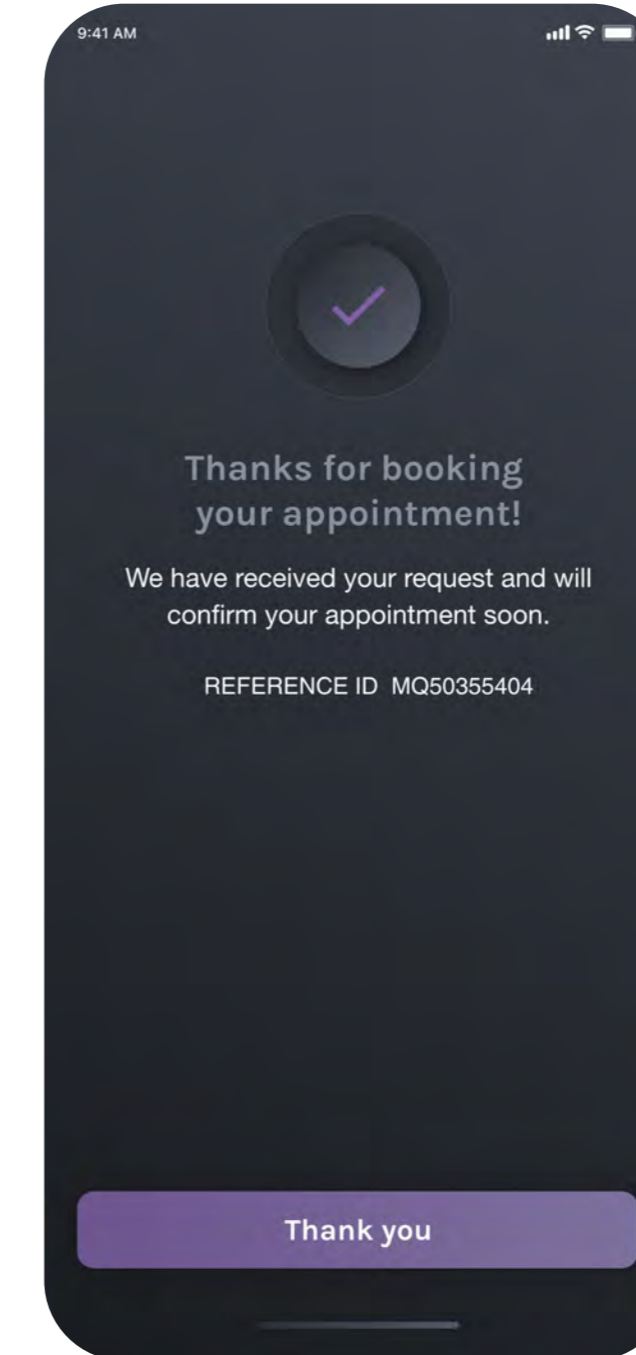 9:41 AM
Thanks for booking
your appointment!
We have received your request and will
confirm your appointment soon.
REFERENCE ID MQ50355404
Thank you